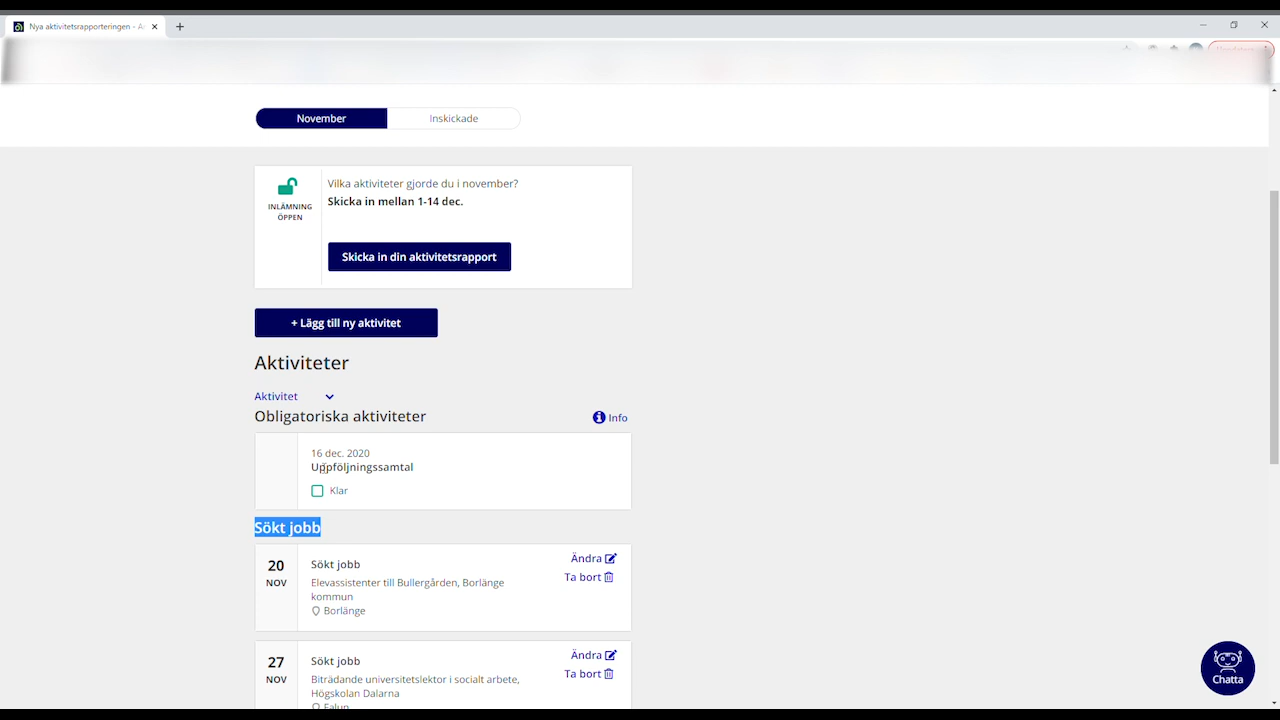 Nya aktivitetsrapporteringen - A
November
Inskickade
INLÄMNING
ÖPPEN
Vilka aktiviteter gjorde du i november?
Skicka in mellan 1-14 dec.
Skicka in din aktivitetsrapport
+ Lägg till ny aktivitet
Aktiviteter
Aktivitet
Obligatoriska aktiviteter
Info
16 dec. 2020
Uppföljningssamtal
Klar
Sökt jobb
20
NOV
Sökt jobb
Elevassistenter till Bullergården, Borlänge
kommun
Borlänge
Ändra
Ta bort
27
NOV
Sökt jobb
Biträdande universitetslektor i socialt arbete,
Högskolan Dalarna
Falun
Ändra
Ta bort
Chatta